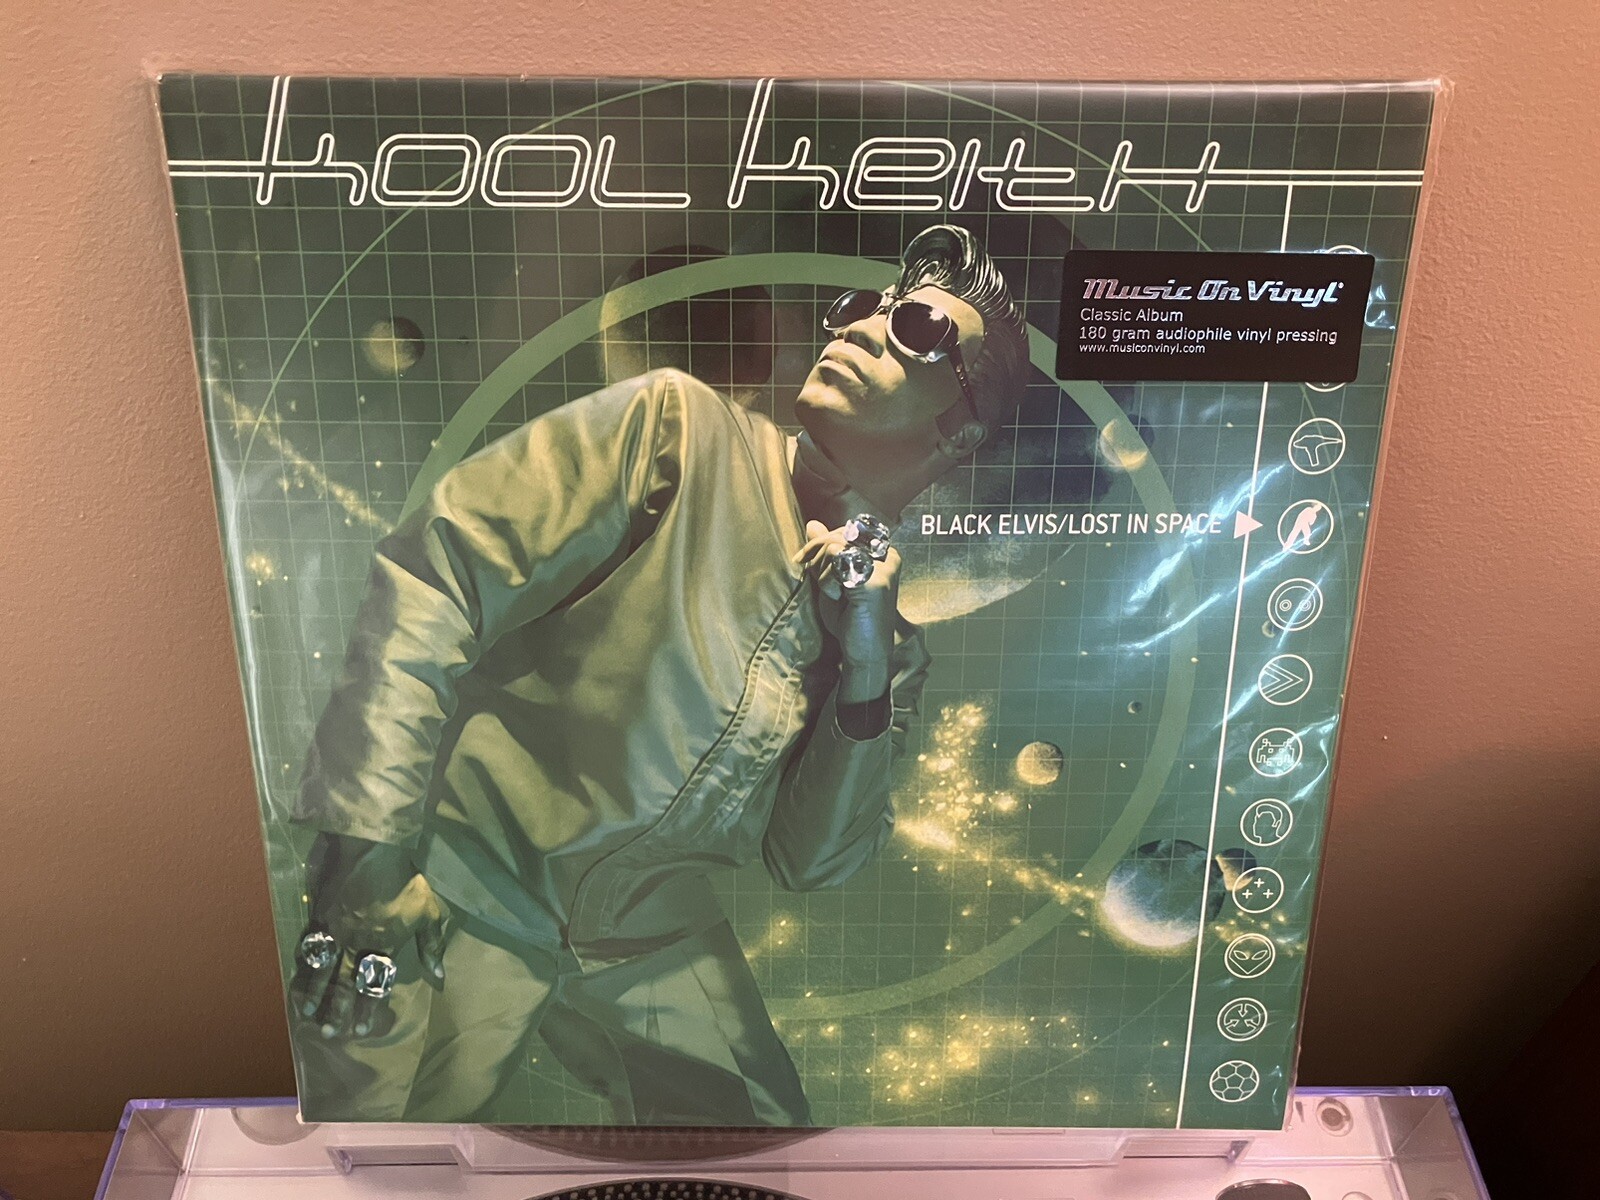 Kool Keith
Music On Vinyl
Classic Album
180 gram audiophile vinyl pressing
www.musiconvinyl.com
BLACK ELVIS/LOST IN SPACE